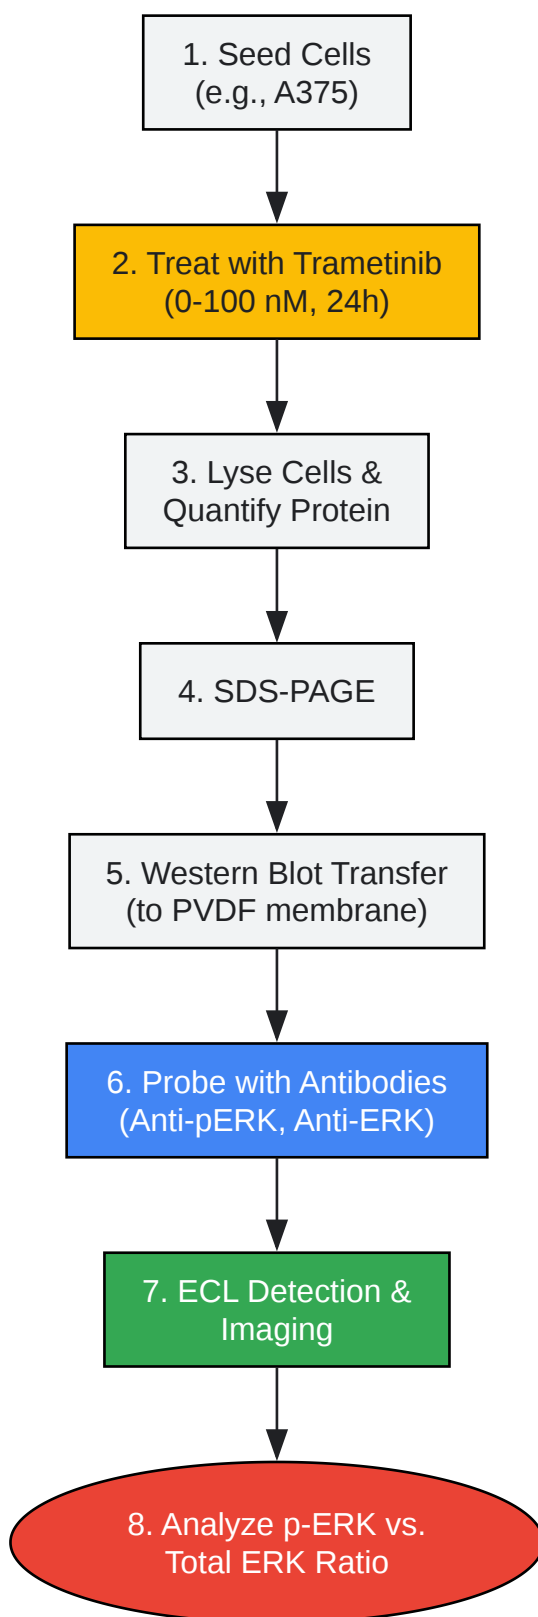 1. Seed Cells
(e.g., A375)
2. Treat with Trametinib
(0-100 nM, 24h)
3. Lyse Cells &
Quantify Protein
4. SDS-PAGE
5. Western Blot Transfer
(to PVDF membrane)
6. Probe with Antibodies
(Anti-pERK, Anti-ERK)
7. ECL Detection &
Imaging
8. Analyze p-ERK vs.
Total ERK Ratio